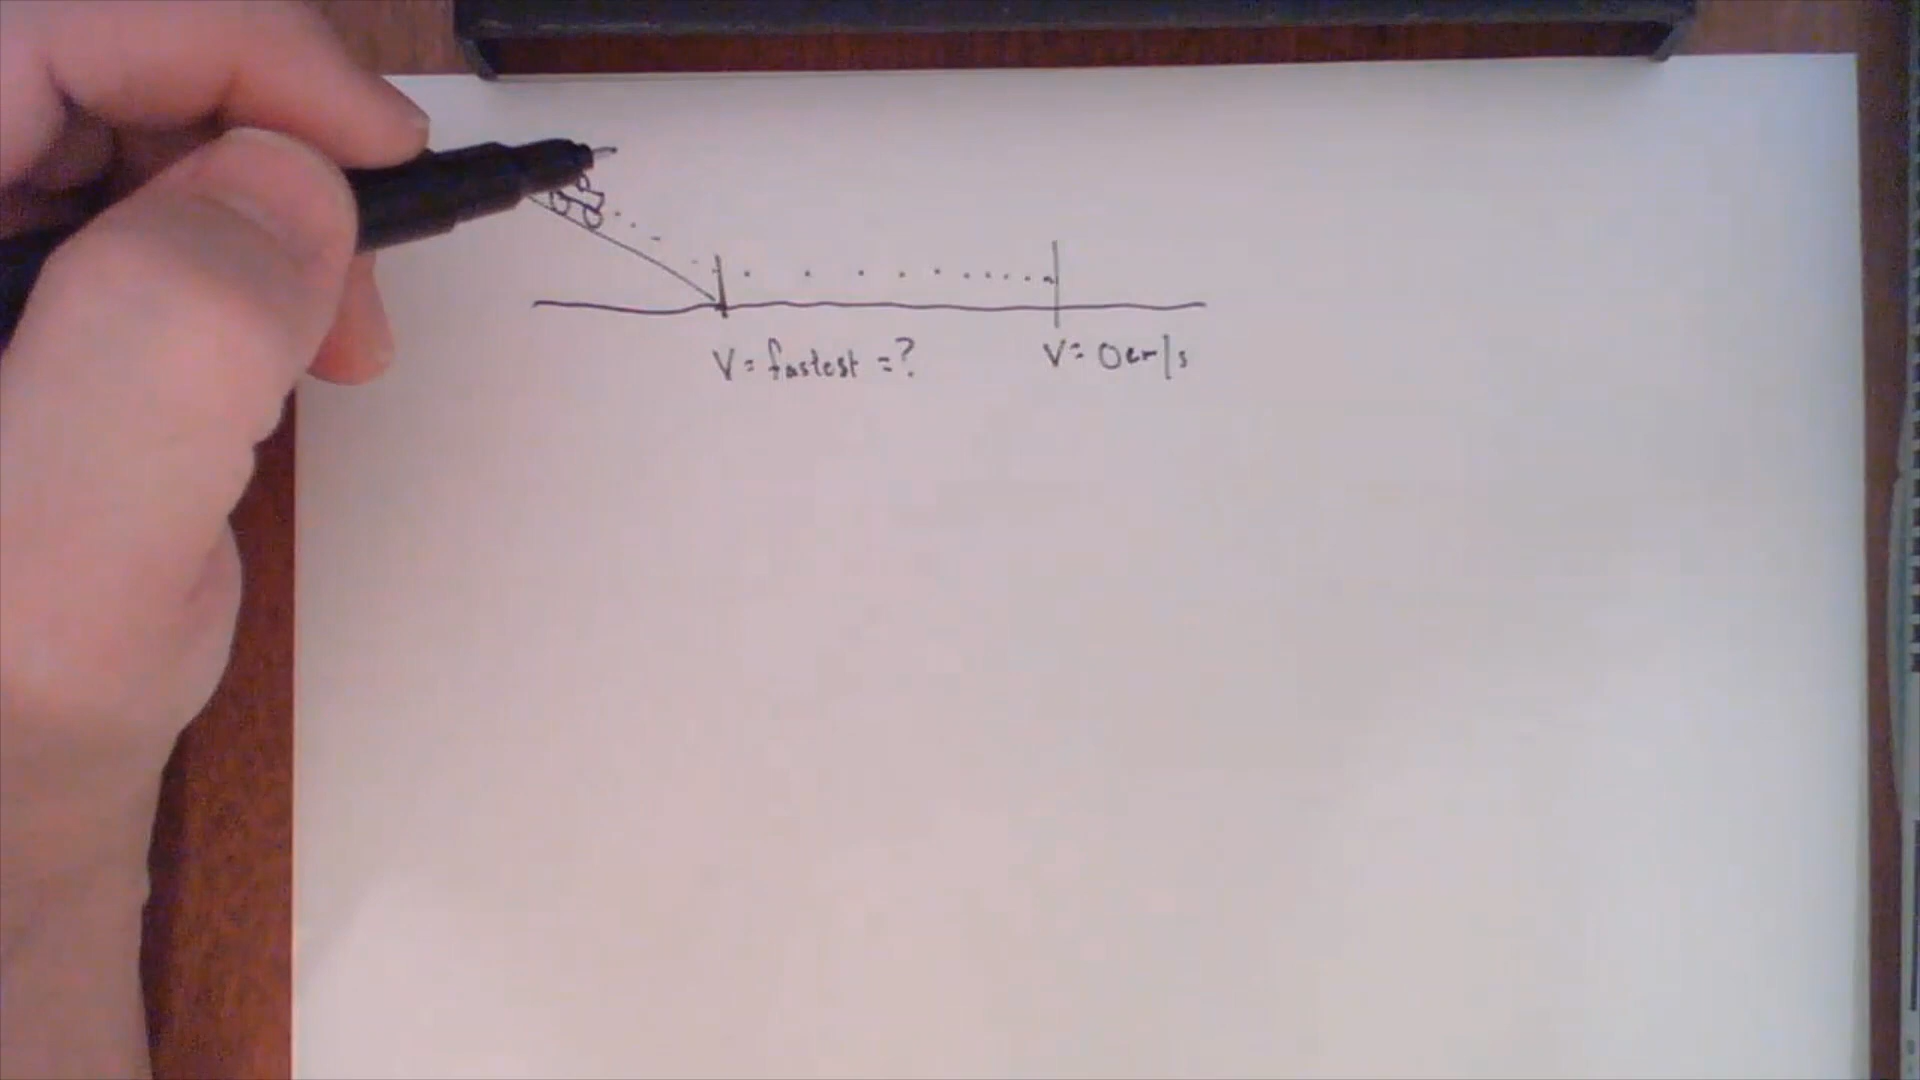 V = fastest = ?
V = 0cm/s